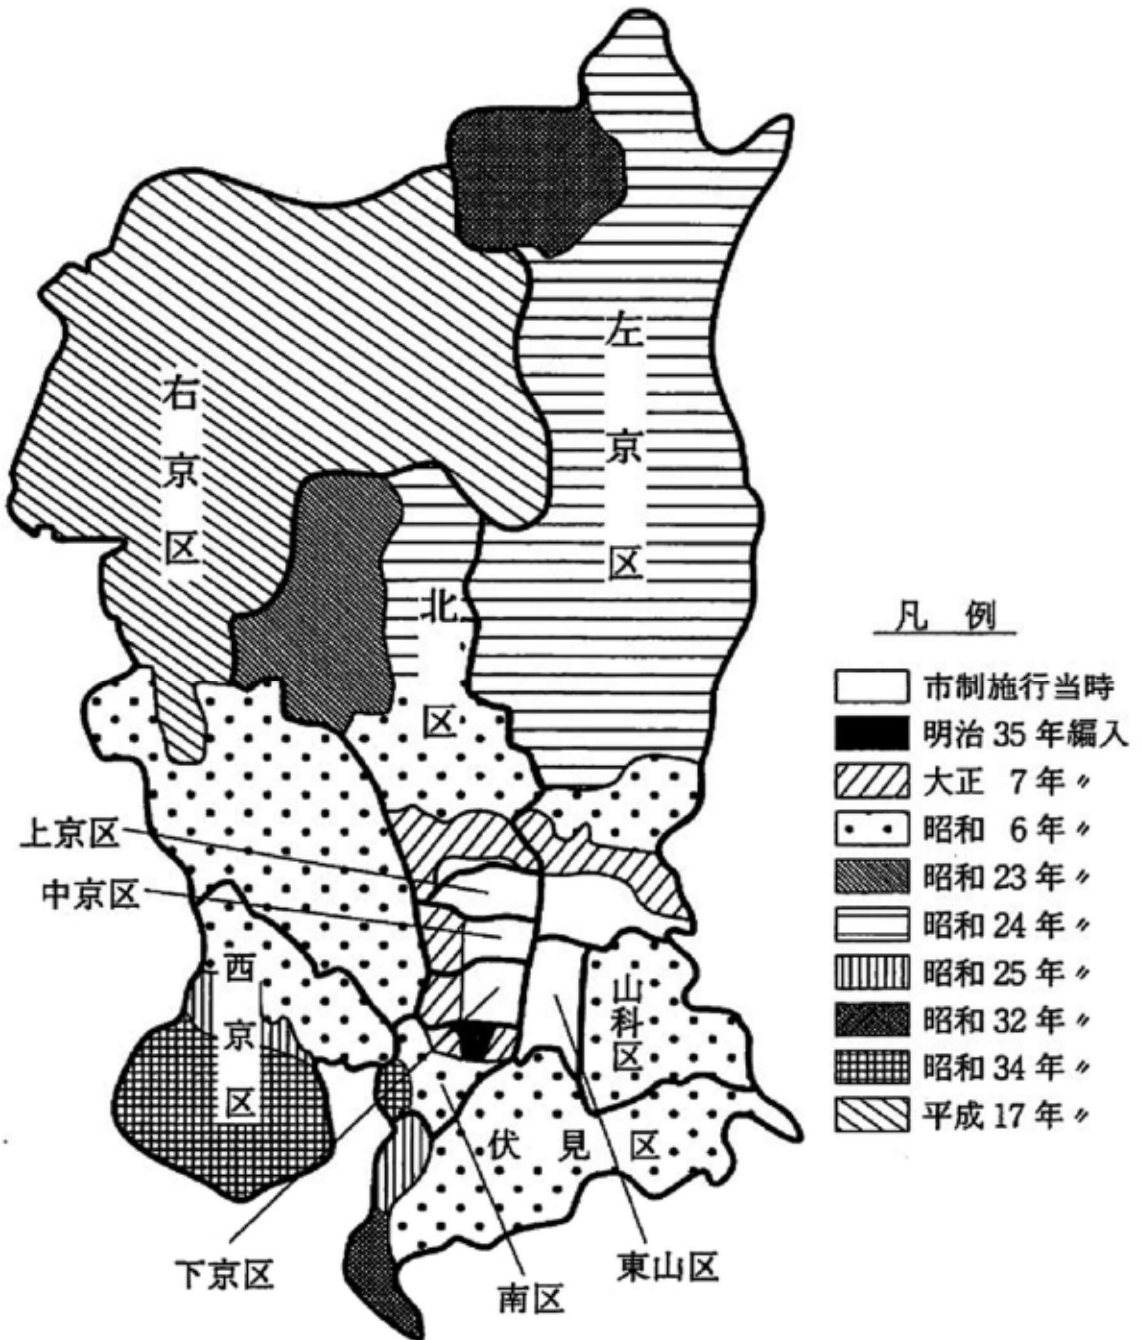 左京区
右京区
北区
上京区
中京区
西京区
山科区
伏見区
下京区
南区
東山区
凡 例
市制施行当時
明治 35 年編入
大正 7 年 〃
昭和 6 年 〃
昭和 23 年 〃
昭和 24 年 〃
昭和 25 年 〃
昭和 32 年 〃
昭和 34 年 〃
平成 17 年 〃